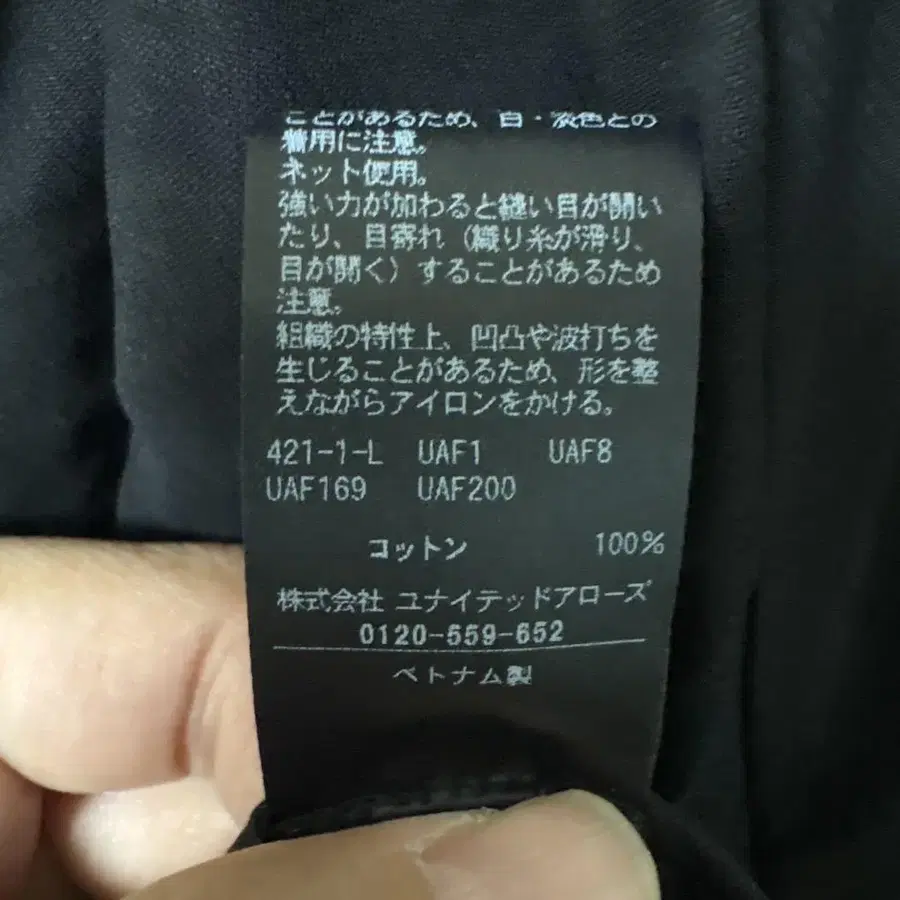 ことがあるため、白・淡色との
着用に注意。
ネット使用。
強い力が加わると縫い目が開い
たり、目寄れ（織り糸が滑り、
目が開く）することがあるため
注意。
組織の特性上、凹凸や波打ちを
生じることがあるため、形を整
えながらアイロンをかける。
421-1-L UAF1 UAF8
UAF169 UAF200
コットン 100%
株式会社 ユナイテッドアローズ
0120-559-652
ベトナム製